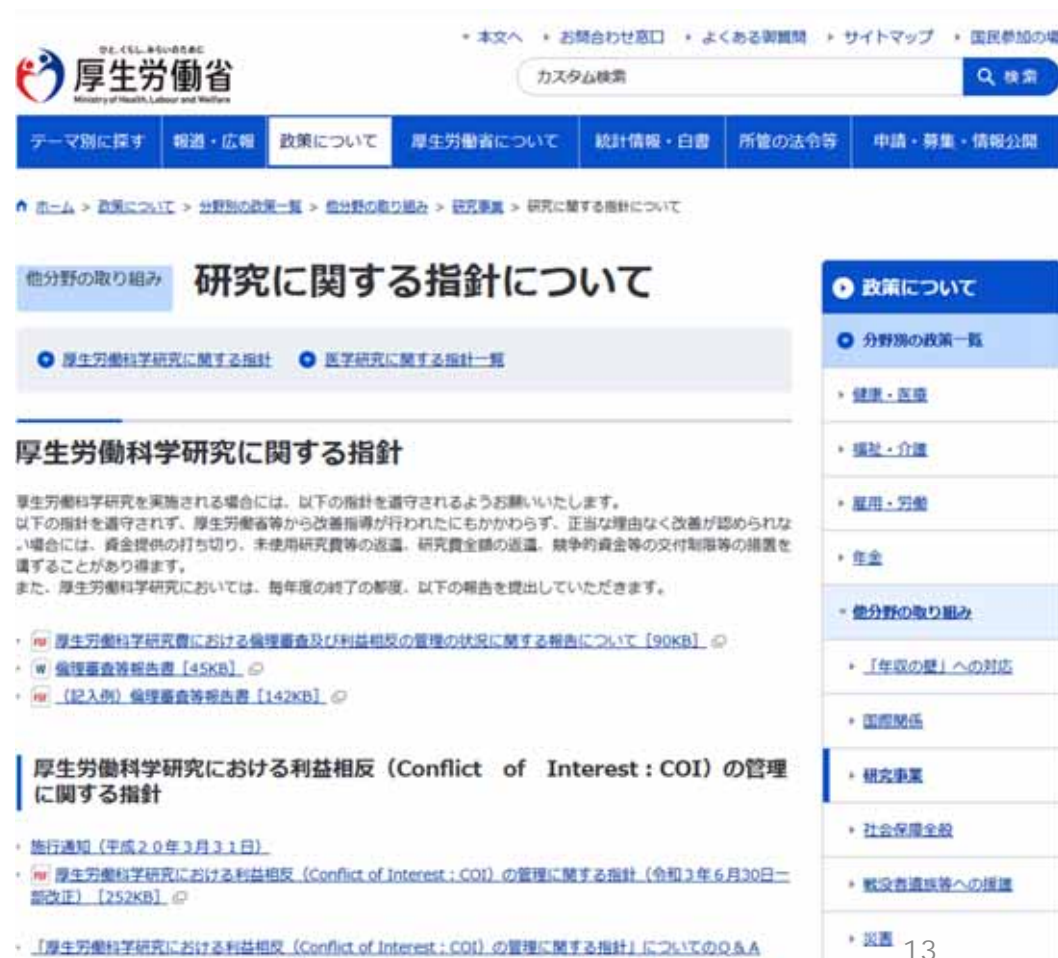 本文へ お問合わせ窓口 よくある御質問 サイトマップ 国民参加の場
ひと、くらし、みらいのために
厚生労働省
Ministry of Health, Labour and Welfare
カスタム検索 検索
テーマ別に探す 報道・広報 政策について 厚生労働省について 統計情報・白書 所管の法令等 申請・募集・情報公開
ホーム > 政策について > 分野別の政策一覧 > 他分野の取り組み > 研究事業 > 研究に関する指針について
他分野の取り組み 研究に関する指針について
厚生労働科学研究に関する指針 医学研究に関する指針一覧
厚生労働科学研究に関する指針
厚生労働科学研究を実施される場合には、以下の指針を遵守されるようお願いいたします。
以下の指針を遵守されず、厚生労働省等から改善指導が行われたにもかかわらず、正当な理由なく改善が認められな
い場合には、資金提供の打ち切り、未使用研究費等の返還、研究費全額の返還、競争的資金等の交付制限等の措置を
講ずることがあり得ます。
また、厚生労働科学研究においては、毎年度の終了の都度、以下の報告を提出していただきます。
PDF 厚生労働科学研究費における倫理審査及び利益相反の管理の状況に関する報告について［90KB］
W 倫理審査等報告書［45KB］
PDF （記入例）倫理審査等報告書［142KB］
厚生労働科学研究における利益相反（Conflict of Interest：COI）の管理
に関する指針
施行通知（平成２０年３月３１日）
PDF 厚生労働科学研究における利益相反（Conflict of Interest：COI）の管理に関する指針（令和３年６月30日一
部改正）［252KB］
「厚生労働科学研究における利益相反（Conflict of Interest：COI）の管理に関する指針」についてのＱ＆Ａ
政策について
分野別の政策一覧
健康・医療
福祉・介護
雇用・労働
年金
他分野の取り組み
「年収の壁」への対応
国際関係
研究事業
社会保障全般
戦没者遺族等への援護
災害
13